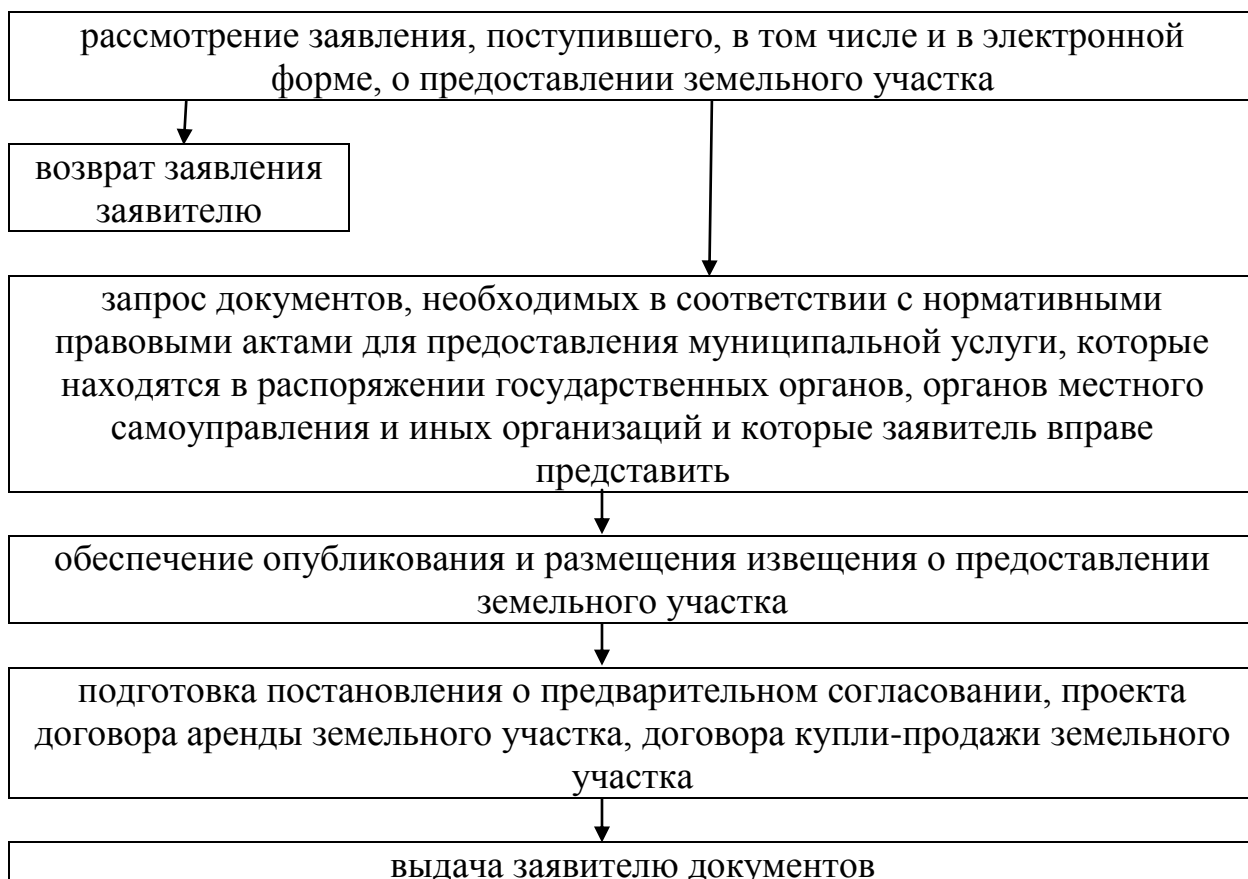 рассмотрение заявления, поступившего, в том числе и в электронной
форме, о предоставлении земельного участка
возврат заявления
заявителю
запрос документов, необходимых в соответствии с нормативными
правовыми актами для предоставления муниципальной услуги, которые
находятся в распоряжении государственных органов, органов местного
самоуправления и иных организаций и которые заявитель вправе
представить
обеспечение опубликования и размещения извещения о предоставлении
земельного участка
подготовка постановления о предварительном согласовании, проекта
договора аренды земельного участка, договора купли-продажи земельного
участка
выдача заявителю документов